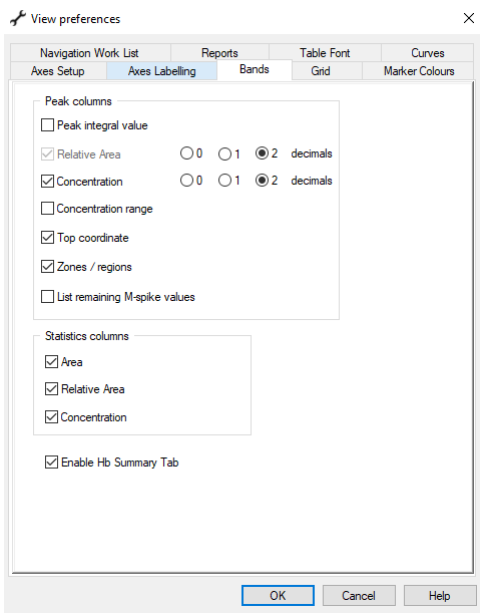 View preferences
Navigation Work List Reports Table Font Curves
Axes Setup Axes Labelling Bands Grid Marker Colours
Peak columns
Peak integral value
Relative Area 0 1 2 decimals
Concentration 0 1 2 decimals
Concentration range
Top coordinate
Zones / regions
List remaining M-spike values
Statistics columns
Area
Relative Area
Concentration
Enable Hb Summary Tab
OK Cancel Help